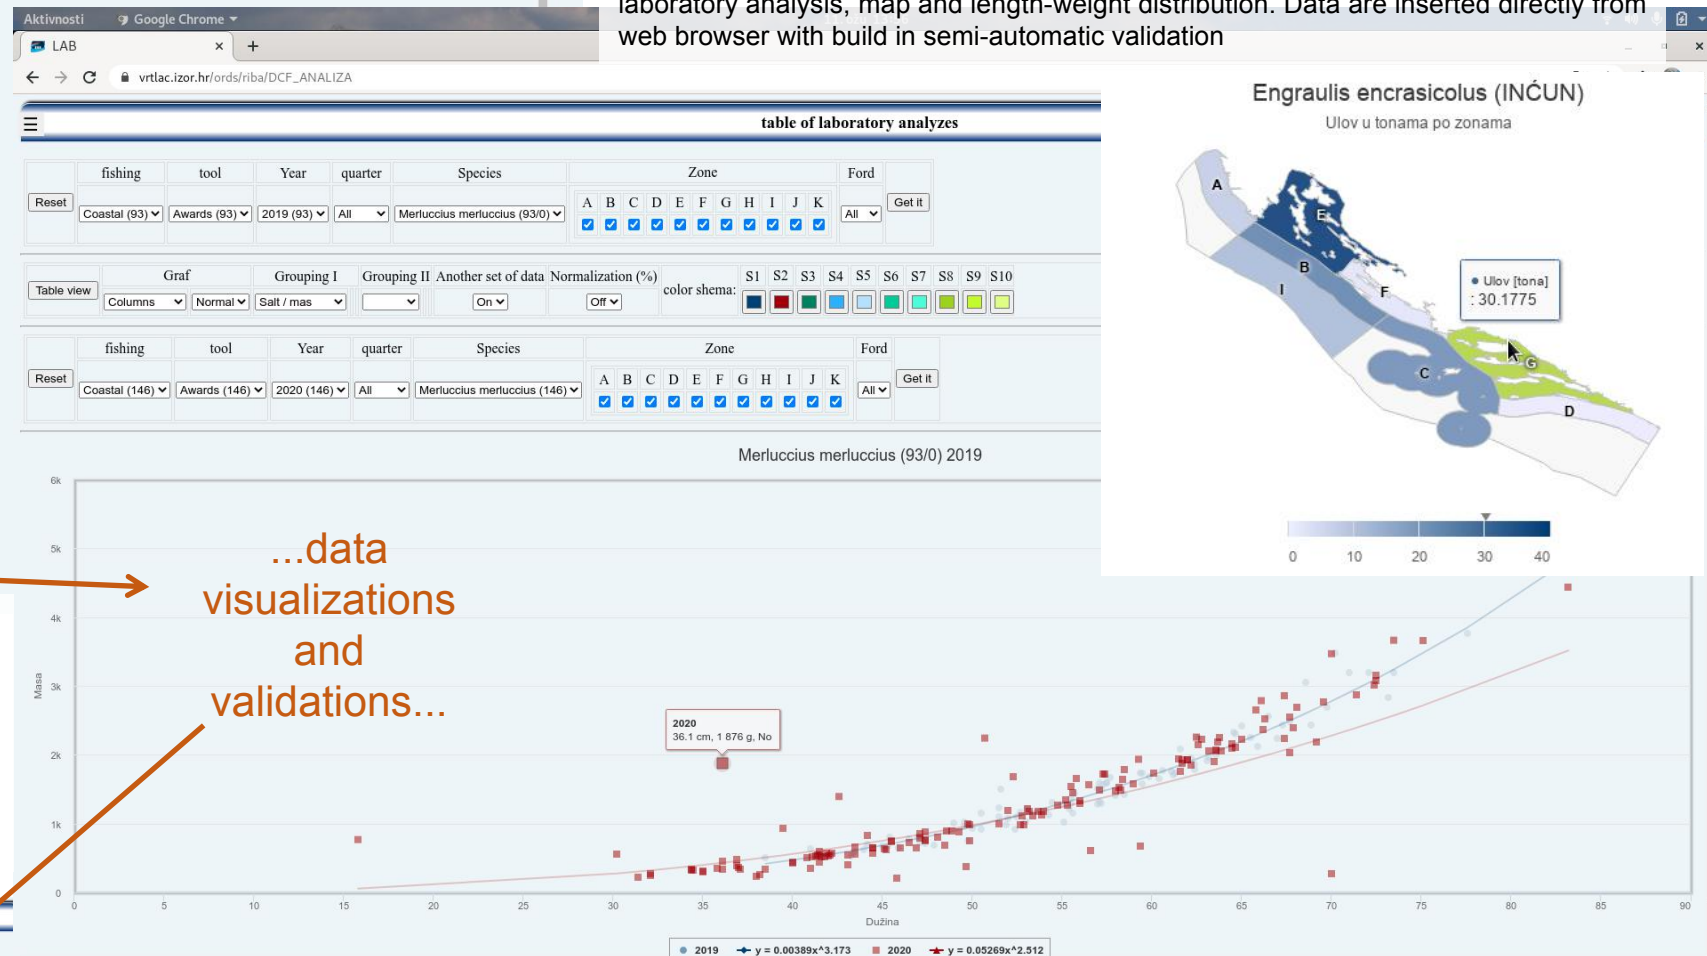 laboratory analysis, map and length-weight distribution. Data are inserted directly from
web browser with build in semi-automatic validation
Aktivnosti Google Chrome
LAB
vrtlac.izor.hr/ords/riba/DCF_ANALIZA
table of laboratory analyzes
fishing tool Year quarter Species Zone Ford
Reset Coastal (93) Awards (93) 2019 (93) All Merluccius merluccius (93/0) A B C D E F G H I J K All Get it
Graf Grouping I Grouping II Another set of data Normalization (%) color shema: S1 S2 S3 S4 S5 S6 S7 S8 S9 S10
Table view Columns Normal Salt / mas On Off
fishing tool Year quarter Species Zone Ford
Reset Coastal (146) Awards (146) 2020 (146) All Merluccius merluccius (146) A B C D E F G H I J K All Get it
Engraulis encrasicolus (INĆUN)
Ulov u tonama po zonama
A
E
B
I
F
Ulov [tona]
: 30.1775
G
C
D
0 10 20 30 40
Merluccius merluccius (93/0) 2019
...data
visualizations
and
validations...
6k
5k
4k
3k
2k
1k
0
Masa
2020
36.1 cm, 1 876 g, No
0 5 10 15 20 25 30 35 40 45 50 55 60 65 70 75 80 85 90
Dužina
2019 y = 0.00389x^3.173 2020 y = 0.05269x^2.512